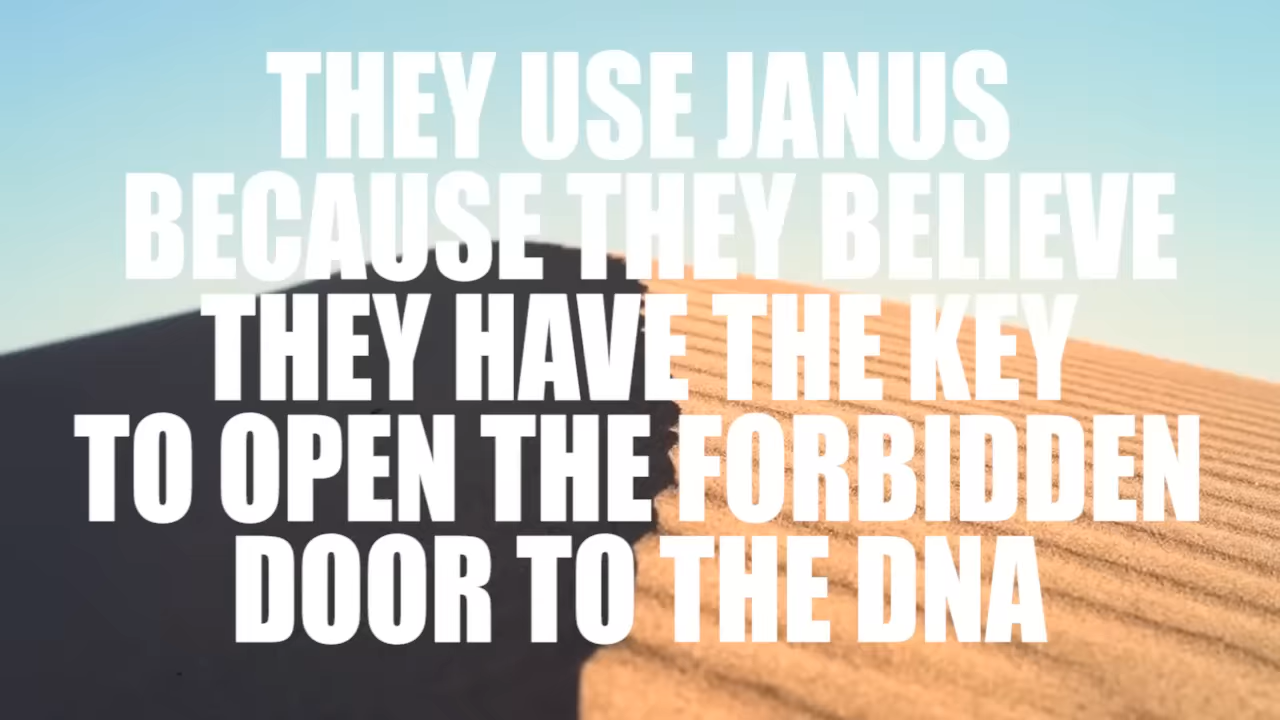 THEY USE JANUS
BECAUSE THEY BELIEVE
THEY HAVE THE KEY
TO OPEN THE FORBIDDEN
DOOR TO THE DNA